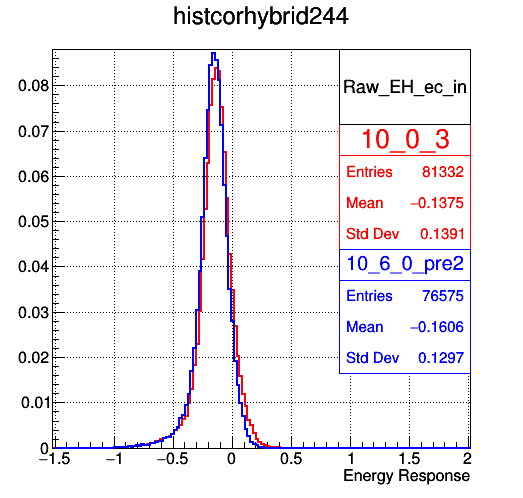 histcorhybrid244
Raw_EH_ec_in
10_0_3
Entries 81332
Mean −0.1375
Std Dev 0.1391
10_6_0_pre2
Entries 76575
Mean −0.1606
Std Dev 0.1297
0.08
0.07
0.06
0.05
0.04
0.03
0.02
0.01
0
−1.5 −1 −0.5 0 0.5 1 1.5 2
Energy Response